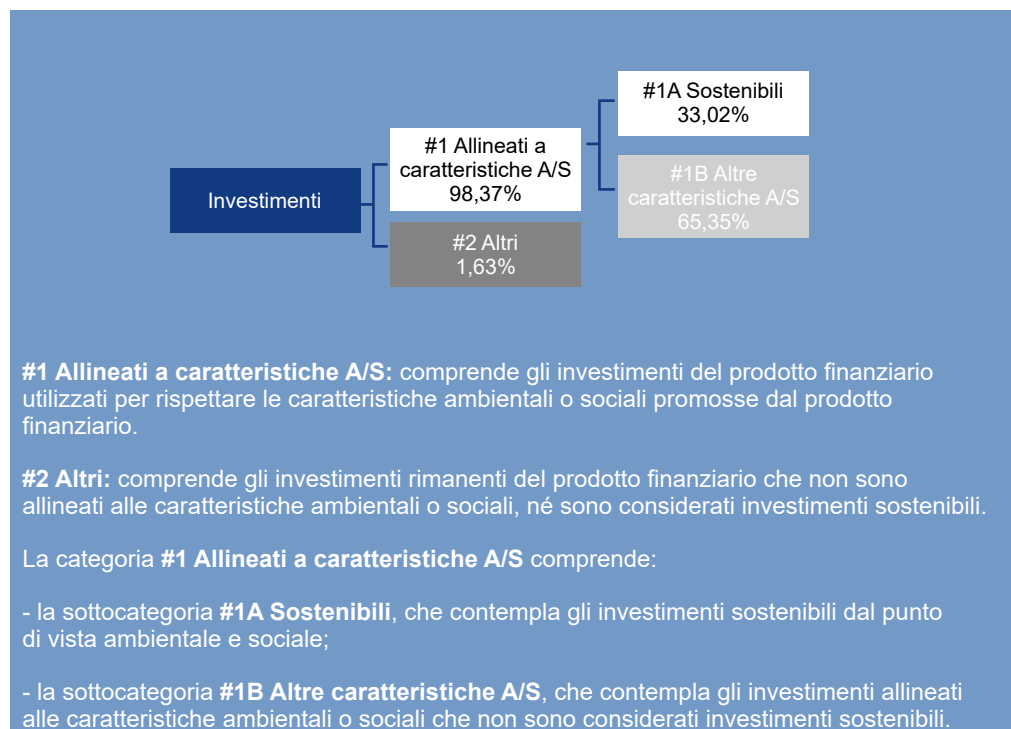 #1A Sostenibili
33,02%
#1 Allineati a
caratteristiche A/S
98,37%
#1B Altre
caratteristiche A/S
65,35%
Investimenti
#2 Altri
1,63%
#1 Allineati a caratteristiche A/S: comprende gli investimenti del prodotto finanziario
utilizzati per rispettare le caratteristiche ambientali o sociali promosse dal prodotto
finanziario.
#2 Altri: comprende gli investimenti rimanenti del prodotto finanziario che non sono
allineati alle caratteristiche ambientali o sociali, né sono considerati investimenti sostenibili.
La categoria #1 Allineati a caratteristiche A/S comprende:
- la sottocategoria #1A Sostenibili, che contempla gli investimenti sostenibili dal punto
di vista ambientale e sociale;
- la sottocategoria #1B Altre caratteristiche A/S, che contempla gli investimenti allineati
alle caratteristiche ambientali o sociali che non sono considerati investimenti sostenibili.